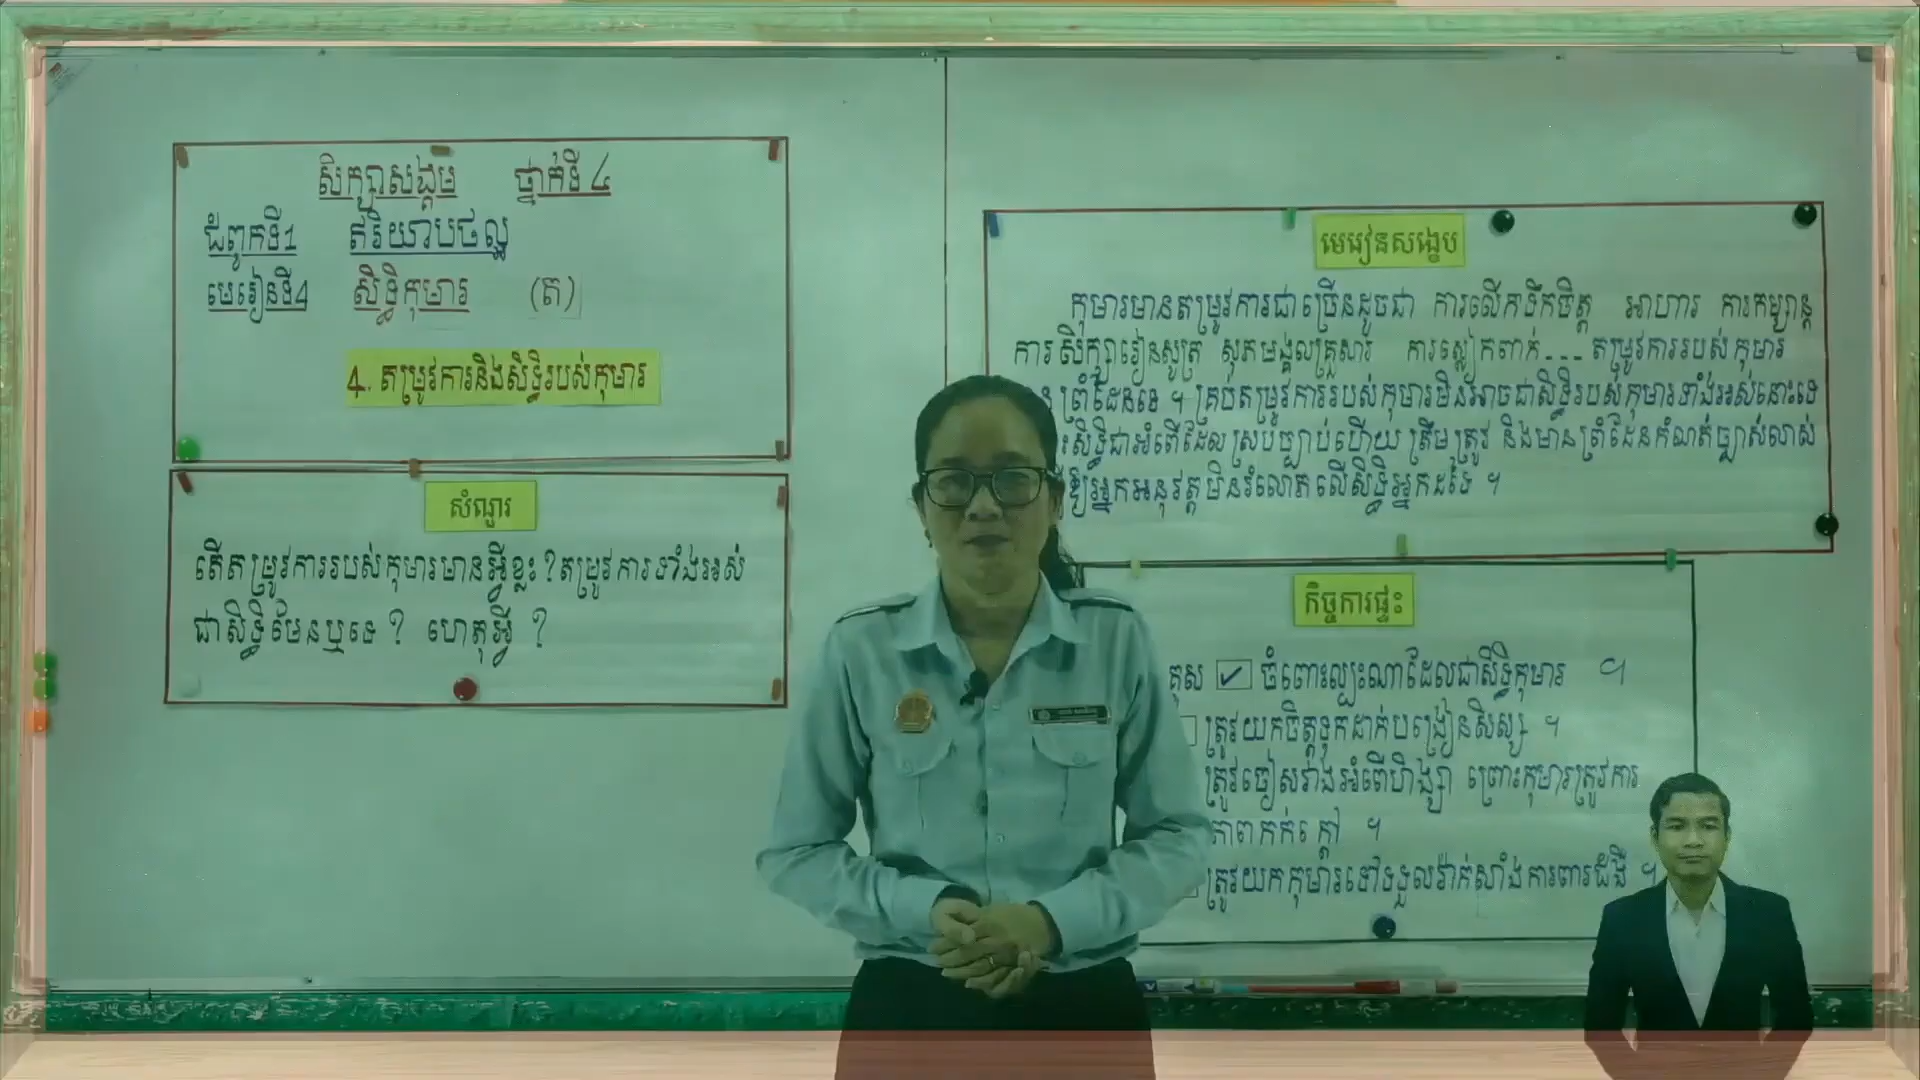 សិក្សាសង្គម ថ្នាក់ទី ៤
ជំពូកទី1 ឥរិយាបថល្អ
មេរៀនទី4 សិទ្ធិកុមារ (ត)
4. តម្រូវការនិងសិទ្ធិរបស់កុមារ
សំណួរ
តើតម្រូវការរបស់កុមារមានអ្វីខ្លះ ? តម្រូវការទាំងអស់
ជាសិទ្ធិមែនឬទេ ? ហេតុអ្វី ?
មេរៀនសង្ខេប
កុមារមានតម្រូវការជាច្រើនដូចជា ការលើកទឹកចិត្ត អាហារ ការកម្សាន្ត
ការសិក្សារៀនសូត្រ សុភមង្គលគ្រួសារ ការស្លៀកពាក់... តម្រូវការរបស់កុមារ
ព្រំដែនទេ ។ គ្រប់តម្រូវការរបស់កុមារមិនអាចជាសិទ្ធិរបស់កុមារទាំងអស់នោះទេ
សិទ្ធិជាអំពើដែលស្របច្បាប់ហើយ ត្រឹមត្រូវ និងមានព្រំដែនកំណត់ច្បាស់លាស់
ឱ្យអ្នកអនុវត្តមិនរំលោភលើសិទ្ធិអ្នកដទៃ ។
កិច្ចការផ្ទះ
គូស ✓ ចំពោះល្បះណាដែលជាសិទ្ធិកុមារ ។
ត្រូវយកចិត្តទុកដាក់បង្រៀនសិស្ស ។
ត្រូវចៀសវាងអំពើហិង្សា ព្រោះកុមារត្រូវការ
ភាពកក់ក្ដៅ ។
ត្រូវយកកុមារទៅទទួលវ៉ាក់សាំងការពារជំងឺ ។